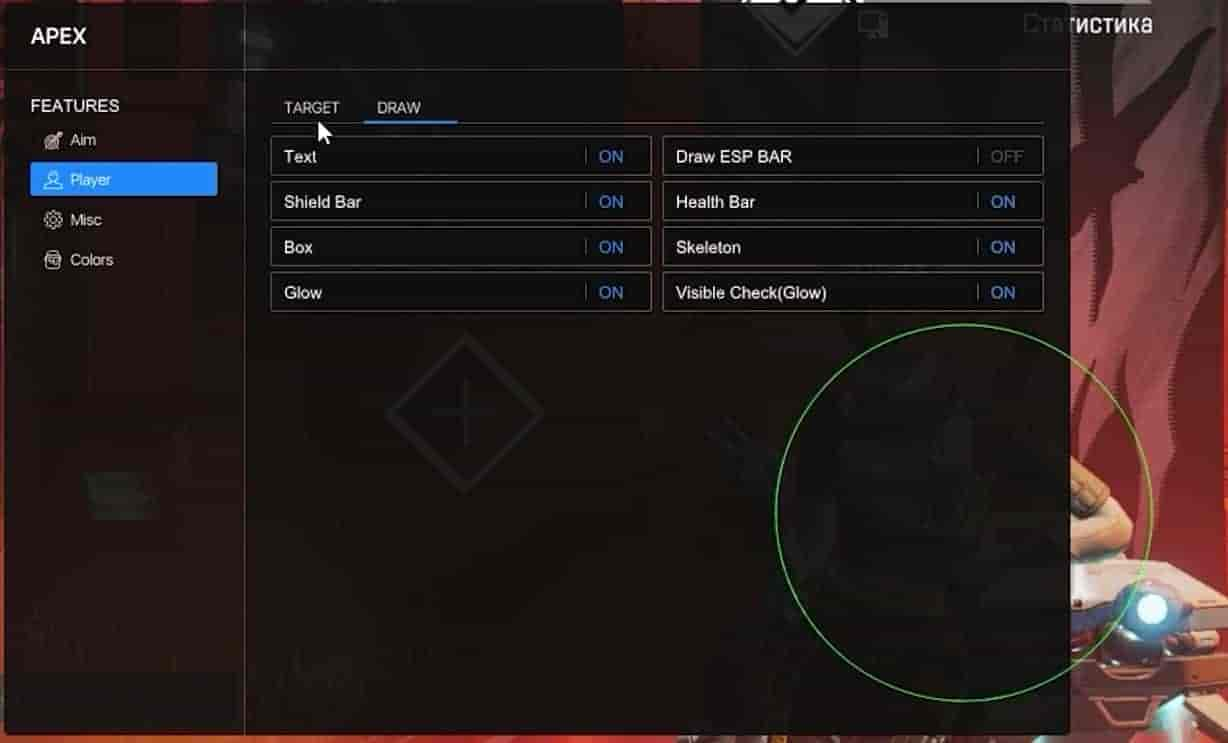 APEX
Статистика
FEATURES
Aim
Player
Misc
Colors
TARGET DRAW
Text ON Draw ESP BAR OFF
Shield Bar ON Health Bar ON
Box ON Skeleton ON
Glow ON Visible Check(Glow) ON